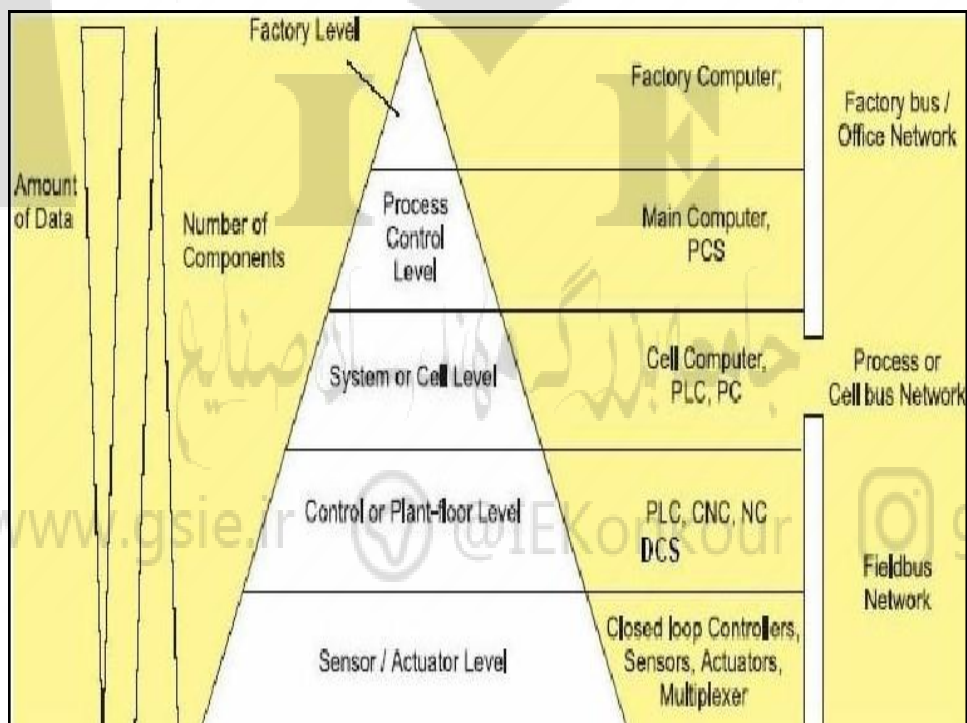 Factory Level
Factory Computer;
Factory bus /
Office Network
Amount
of Data
Number of
Components
Process
Control
Level
Main Computer,
PCS
System or Cell Level
Cell Computer,
PLC, PC
Process or
Cell bus Network
Control or Plant-floor Level
PLC, CNC, NC
DCS
Fieldbus
Network
Sensor / Actuator Level
Closed loop Controllers,
Sensors, Actuators,
Multiplexer
I E
www.gsie.ir
@IEKonkour
g